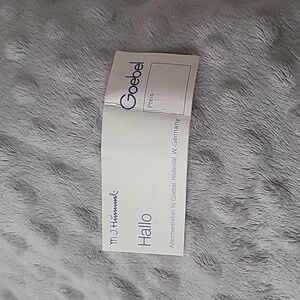 M J Hummel
Goebel
Hallo
Preis
Alleinhersteller: W. Goebel, Rödental, W.-Germany